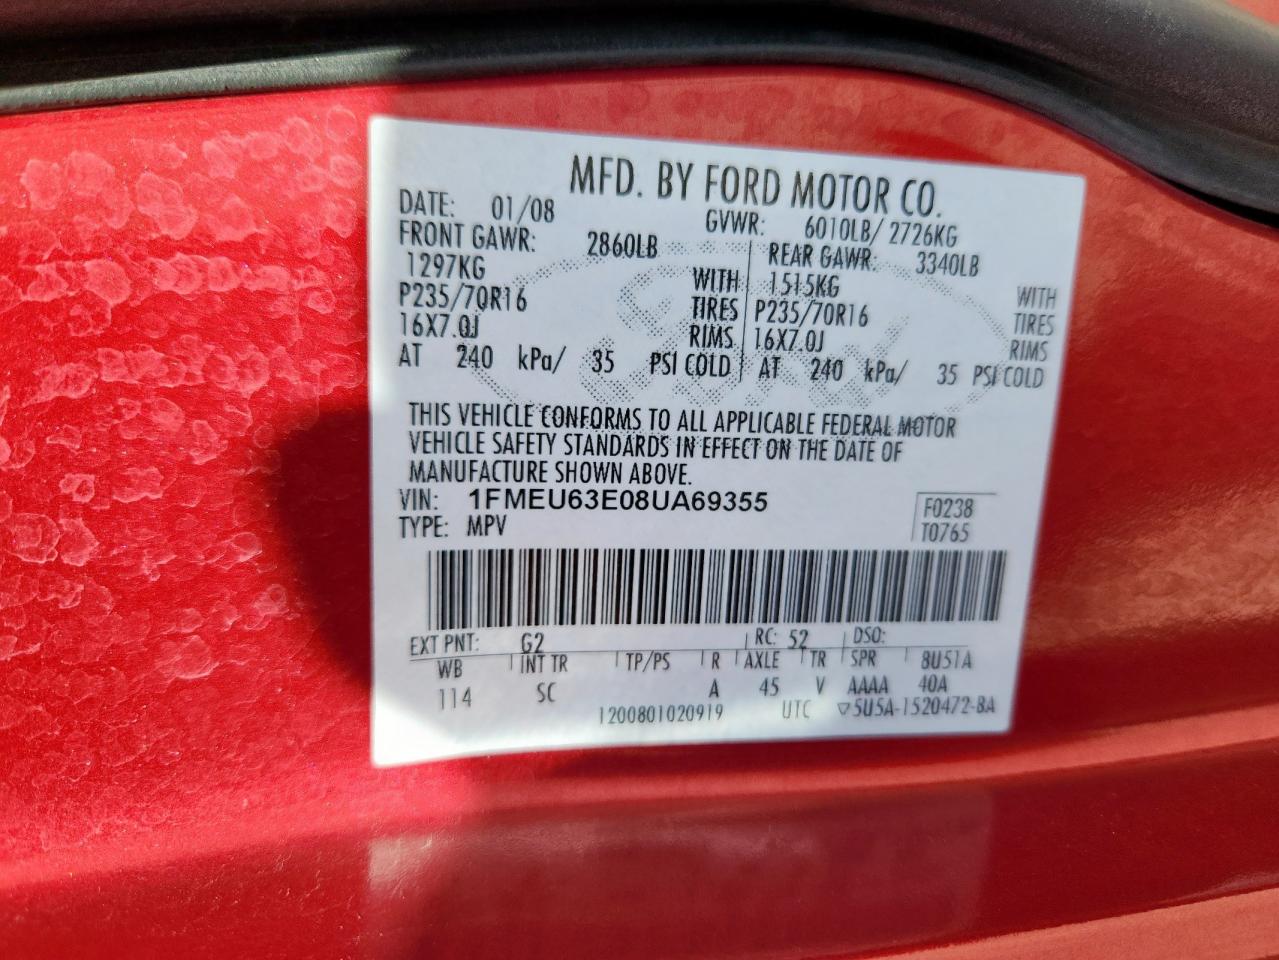 MFD. BY FORD MOTOR CO.
DATE: 01/08 GVWR: 6010LB/ 2726KG
FRONT GAWR: 2860LB REAR GAWR: 3340LB
1297KG WITH 1515KG WITH
P235/70R16 TIRES P235/70R16 TIRES
16X7.0J RIMS 16X7.0J RIMS
AT 240 kPa/ 35 PSI COLD AT 240 kPa/ 35 PSI COLD
THIS VEHICLE CONFORMS TO ALL APPLICABLE FEDERAL MOTOR
VEHICLE SAFETY STANDARDS IN EFFECT ON THE DATE OF
MANUFACTURE SHOWN ABOVE.
VIN: 1FMEU63E08UA69355 F0238
TYPE: MPV T0765
EXT PNT: G2 RC: 52 DSO:
WB INT TR TP/PS R AXLE TR SPR 8U51A
114 SC A 45 V AAAA 40A
1200801020919 UTC ▽5U5A-1520472-BA